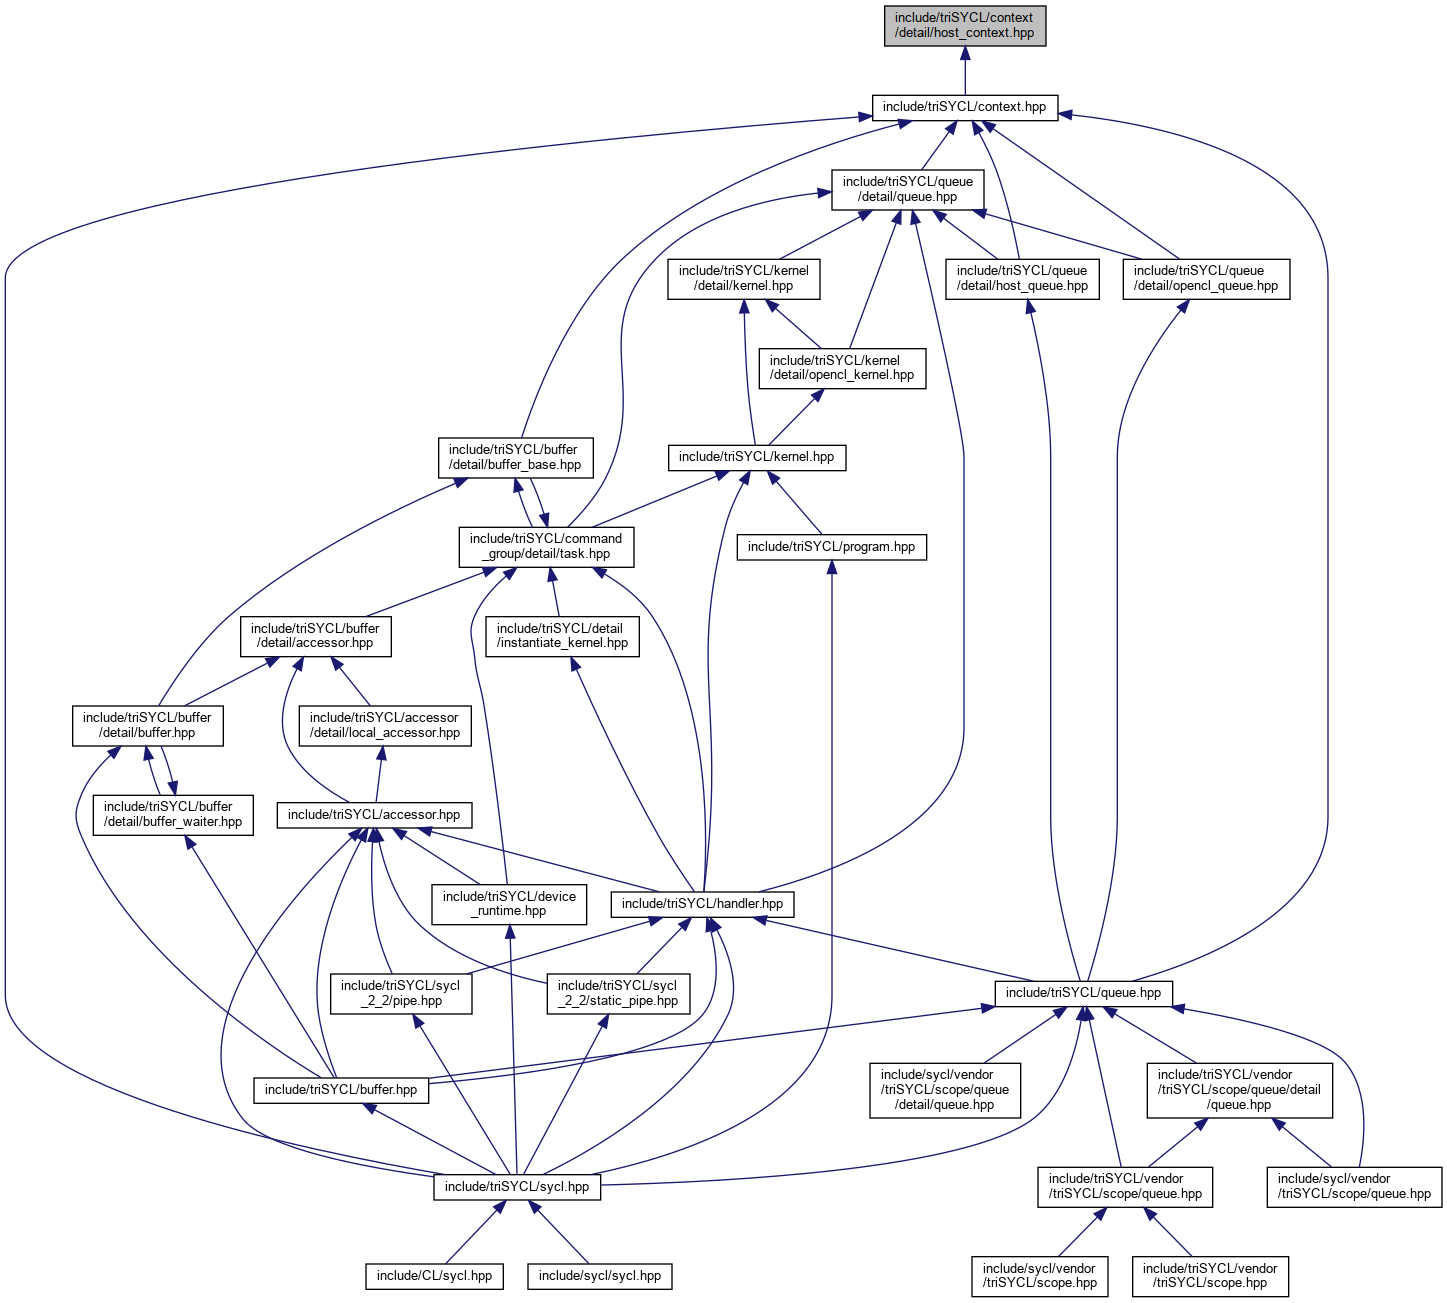 include/triSYCL/context
/detail/host_context.hpp
include/triSYCL/context.hpp
include/triSYCL/queue
/detail/queue.hpp
include/triSYCL/kernel
/detail/kernel.hpp
include/triSYCL/queue
/detail/host_queue.hpp
include/triSYCL/queue
/detail/opencl_queue.hpp
include/triSYCL/kernel
/detail/opencl_kernel.hpp
include/triSYCL/buffer
/detail/buffer_base.hpp
include/triSYCL/kernel.hpp
include/triSYCL/command
_group/detail/task.hpp
include/triSYCL/program.hpp
include/triSYCL/buffer
/detail/accessor.hpp
include/triSYCL/detail
/instantiate_kernel.hpp
include/triSYCL/buffer
/detail/buffer.hpp
include/triSYCL/accessor
/detail/local_accessor.hpp
include/triSYCL/buffer
/detail/buffer_waiter.hpp
include/triSYCL/accessor.hpp
include/triSYCL/device
_runtime.hpp
include/triSYCL/handler.hpp
include/triSYCL/sycl
_2_2/pipe.hpp
include/triSYCL/sycl
_2_2/static_pipe.hpp
include/triSYCL/queue.hpp
include/triSYCL/buffer.hpp
include/sycl/vendor
/triSYCL/scope/queue
/detail/queue.hpp
include/triSYCL/vendor
/triSYCL/scope/queue/detail
/queue.hpp
include/triSYCL/sycl.hpp
include/triSYCL/vendor
/triSYCL/scope/queue.hpp
include/sycl/vendor
/triSYCL/scope/queue.hpp
include/CL/sycl.hpp
include/sycl/sycl.hpp
include/sycl/vendor
/triSYCL/scope.hpp
include/triSYCL/vendor
/triSYCL/scope.hpp